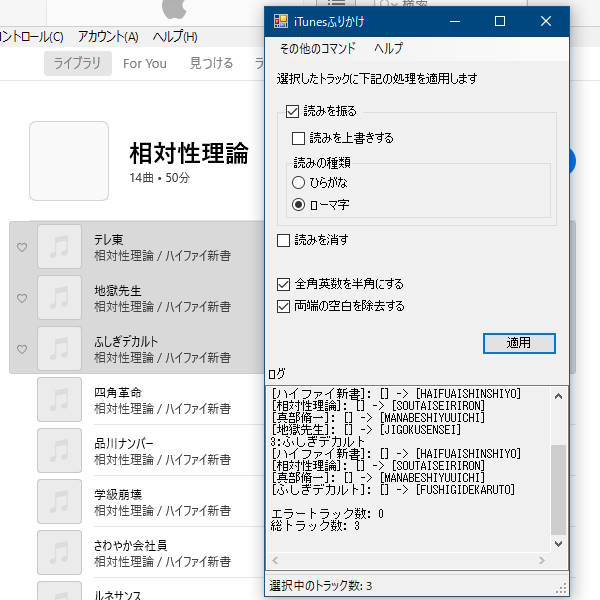 検索
コントロール(C) アカウント(A) ヘルプ(H)
ライブラリ For You 見つける
相対性理論
14曲 • 50分
テレ東
相対性理論 / ハイファイ新書
地獄先生
相対性理論 / ハイファイ新書
ふしぎデカルト
相対性理論 / ハイファイ新書
四角革命
相対性理論 / ハイファイ新書
品川ナンバー
相対性理論 / ハイファイ新書
学級崩壊
相対性理論 / ハイファイ新書
さわやか会社員
相対性理論 / ハイファイ新書
ルネサンス
iTunesふりかけ
その他のコマンド ヘルプ
選択したトラックに下記の処理を適用します
読みを振る
読みを上書きする
読みの種類
ひらがな
ローマ字
読みを消す
全角英数を半角にする
両端の空白を除去する
適用
ログ
[ハイファイ新書]: [] -> [HAIFUAISHINSHIYO]
[相対性理論]: [] -> [SOUTAISEIRIRON]
[真部脩一]: [] -> [MANABESHIYUUICHI]
[地獄先生]: [] -> [JIGOKUSENSEI]
3:ふしぎデカルト
[ハイファイ新書]: [] -> [HAIFUAISHINSHIYO]
[相対性理論]: [] -> [SOUTAISEIRIRON]
[真部脩一]: [] -> [MANABESHIYUUICHI]
[ふしぎデカルト]: [] -> [FUSHIGIDEKARUTO]
エラートラック数: 0
総トラック数: 3
選択中のトラック数: 3